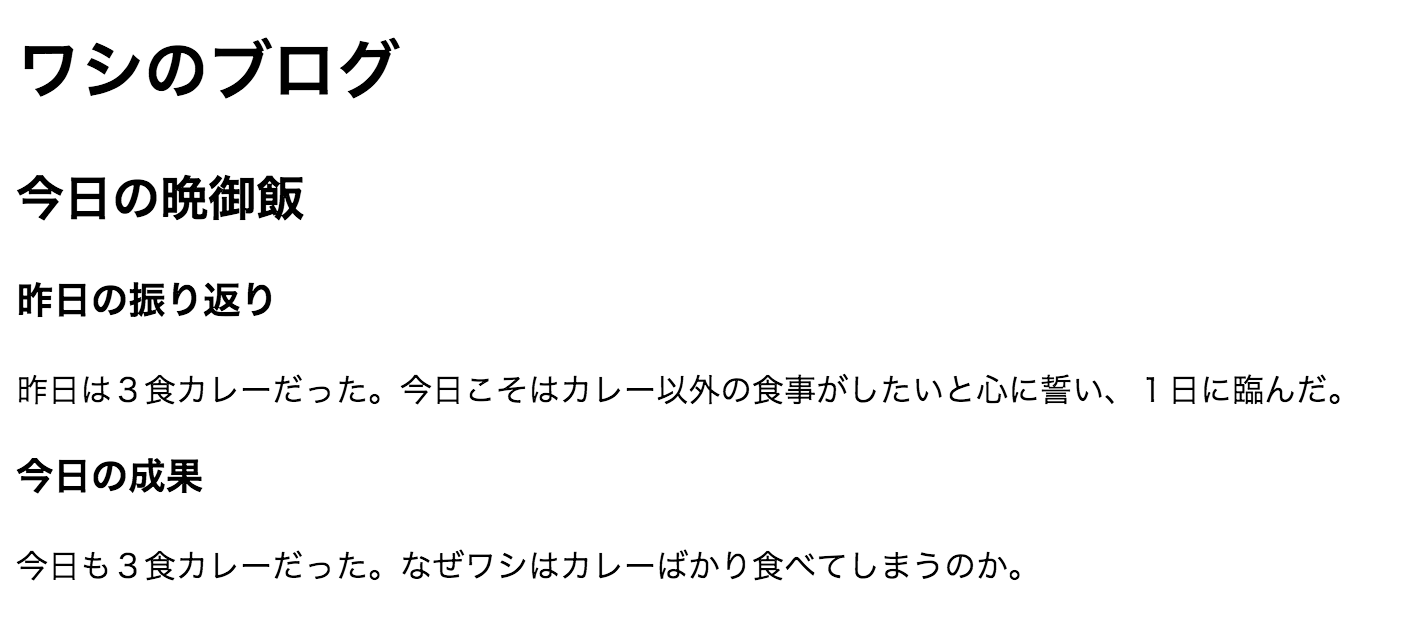 ワシのブログ
今日の晩御飯
昨日の振り返り
昨日は３食カレーだった。今日こそはカレー以外の食事がしたいと心に誓い、１日に臨んだ。
今日の成果
今日も３食カレーだった。なぜワシはカレーばかり食べてしまうのか。